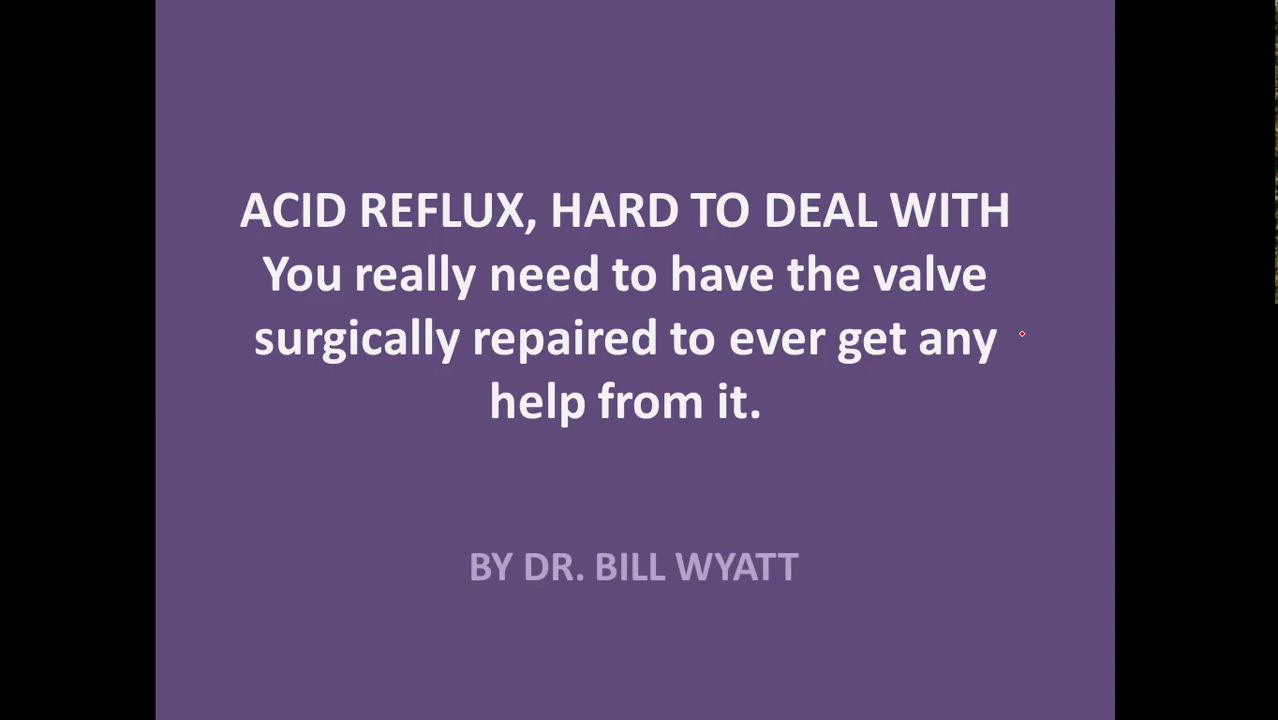 ACID REFLUX, HARD TO DEAL WITH
You really need to have the valve
surgically repaired to ever get any
help from it.
BY DR. BILL WYATT